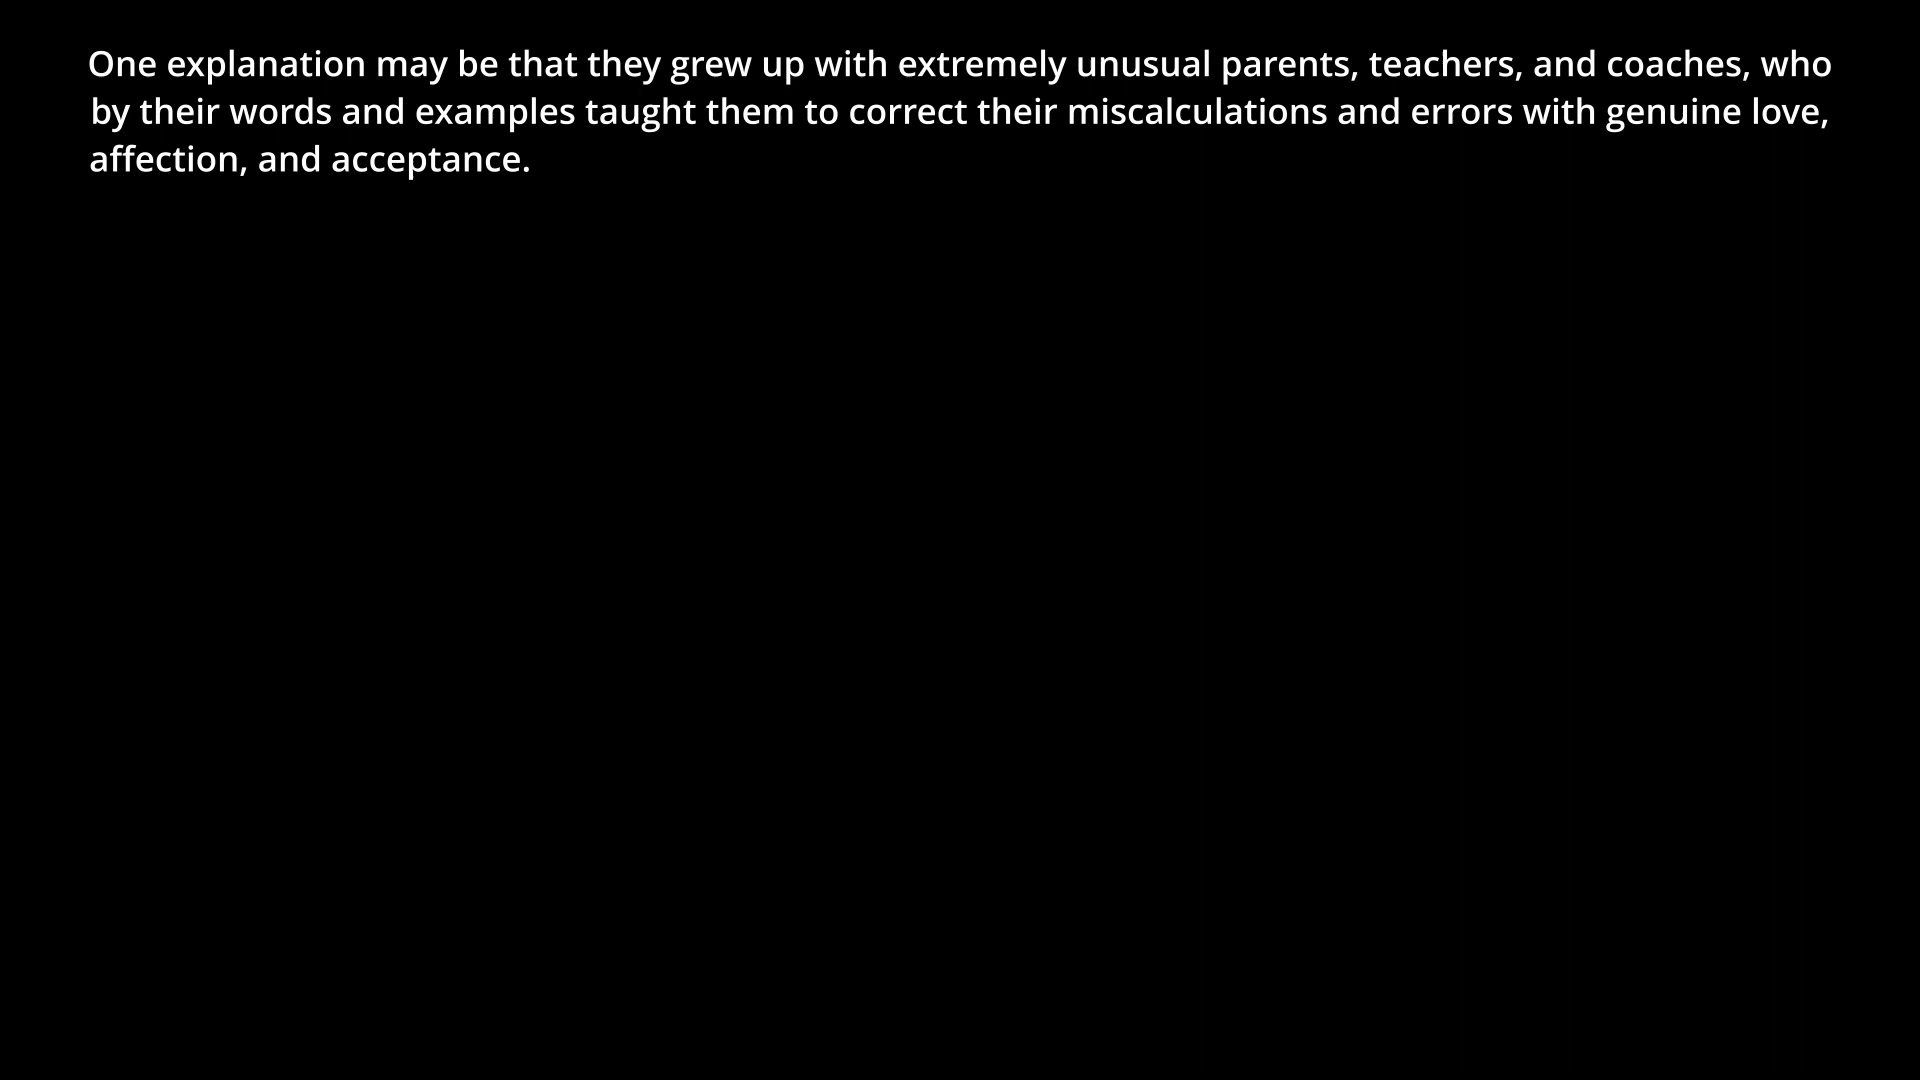 One explanation may be that they grew up with extremely unusual parents, teachers, and coaches, who
by their words and examples taught them to correct their miscalculations and errors with genuine love,
affection, and acceptance.